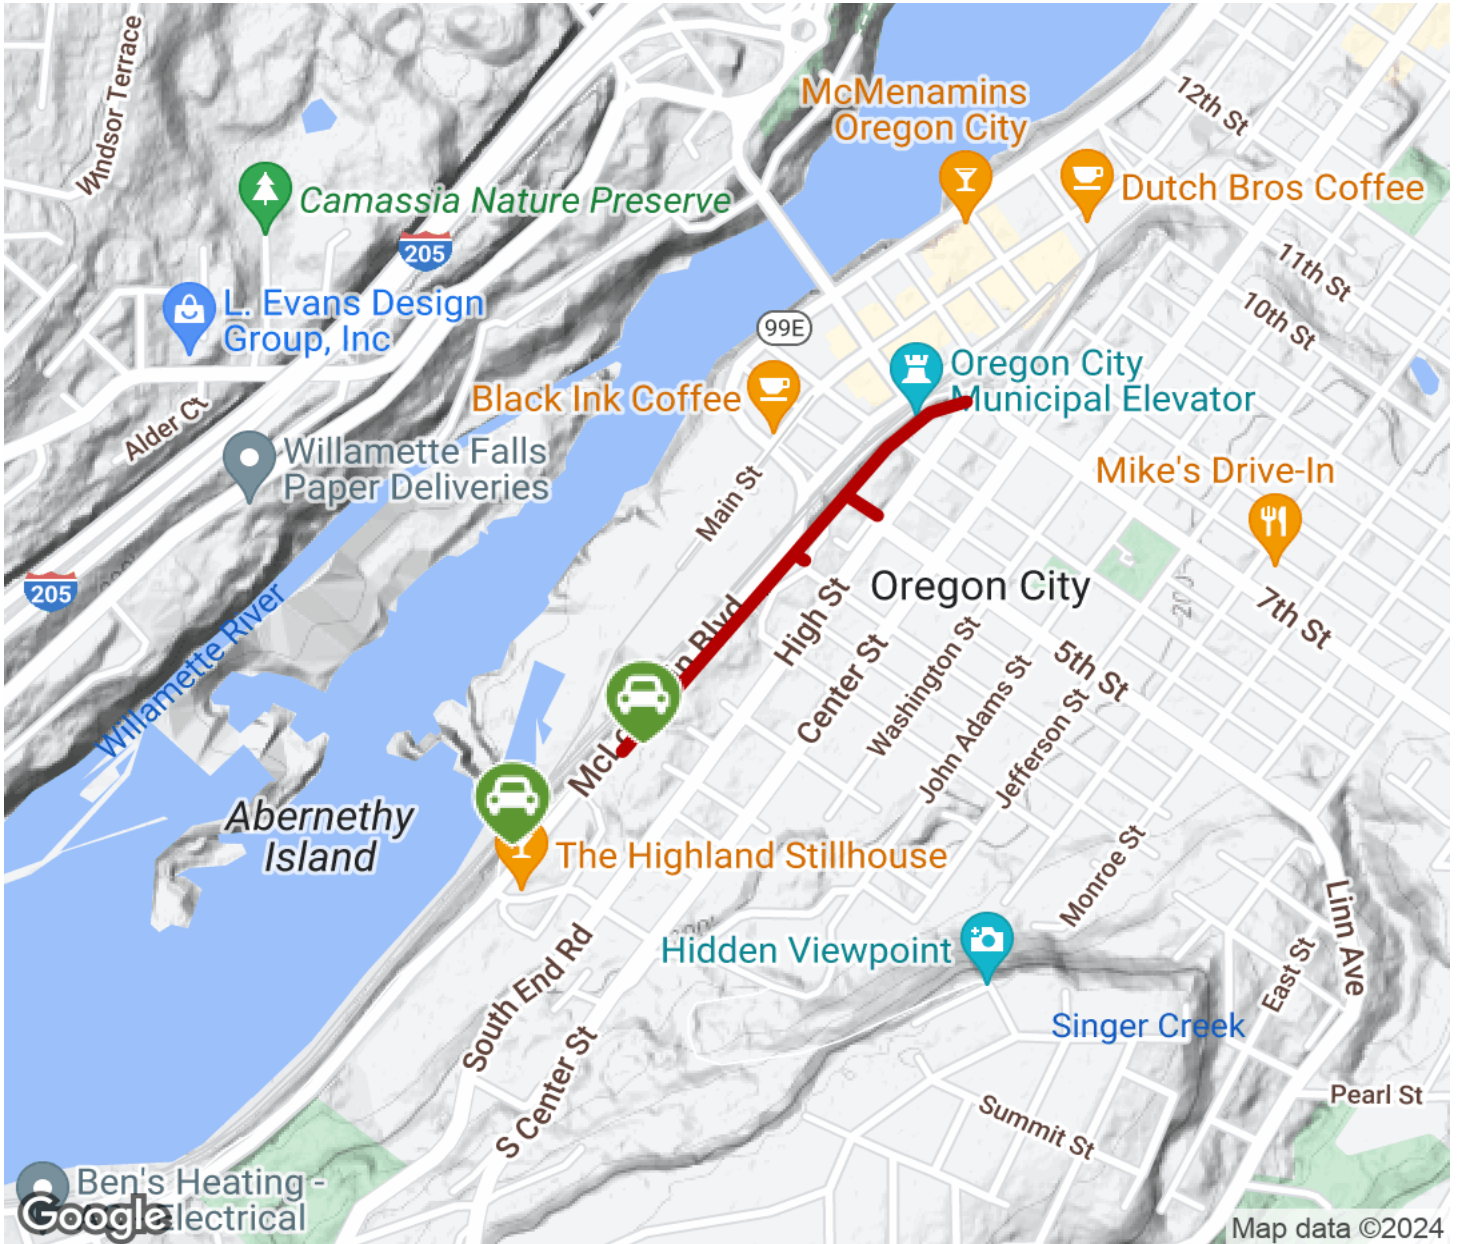 Windsor Terrace
McMenamins
Oregon City
12th St
Camassia Nature Preserve
Dutch Bros Coffee
205
11th St
L. Evans Design
Group, Inc
10th St
99E
Oregon City
Municipal Elevator
Black Ink Coffee
Alder Ct
Willamette Falls
Paper Deliveries
Mike's Drive-In
Main St
205
Oregon City
Willamette River
High St
7th St
Center St
Washington St
5th St
John Adams St
Jefferson St
Blvd
Abernethy
Island
The Highland Stillhouse
Monroe St
Linn Ave
Hidden Viewpoint
South End Rd
East St
Singer Creek
S Center St
Pearl St
Summit St
Ben's Heating -
Electrical
Google
Map data ©2024